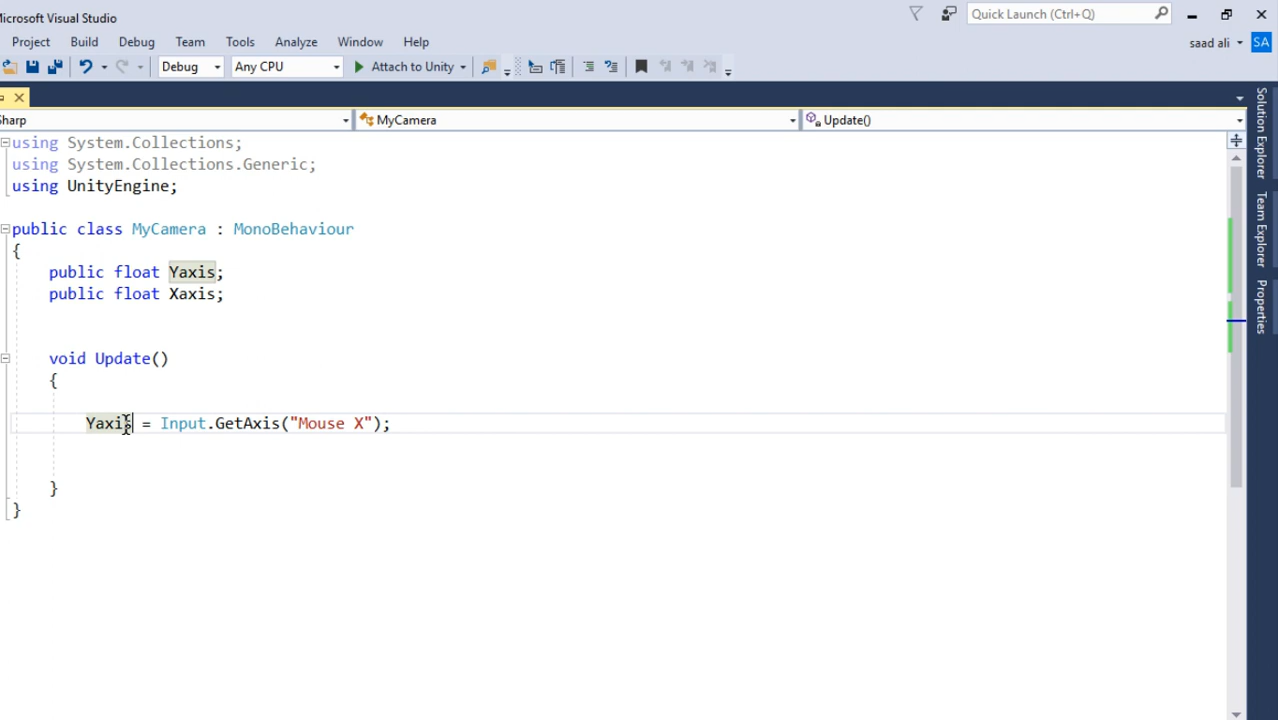 Microsoft Visual Studio
Quick Launch (Ctrl+Q)
Project Build Debug Team Tools Analyze Window Help
saad ali SA
Debug Any CPU Attach to Unity
MyCamera Update()
using System.Collections;
using System.Collections.Generic;
using UnityEngine;
public class MyCamera : MonoBehaviour
{
public float Yaxis;
public float Xaxis;
void Update()
{
Yaxis = Input.GetAxis("Mouse X");
}
}
Solution Explorer
Team Explorer
Properties